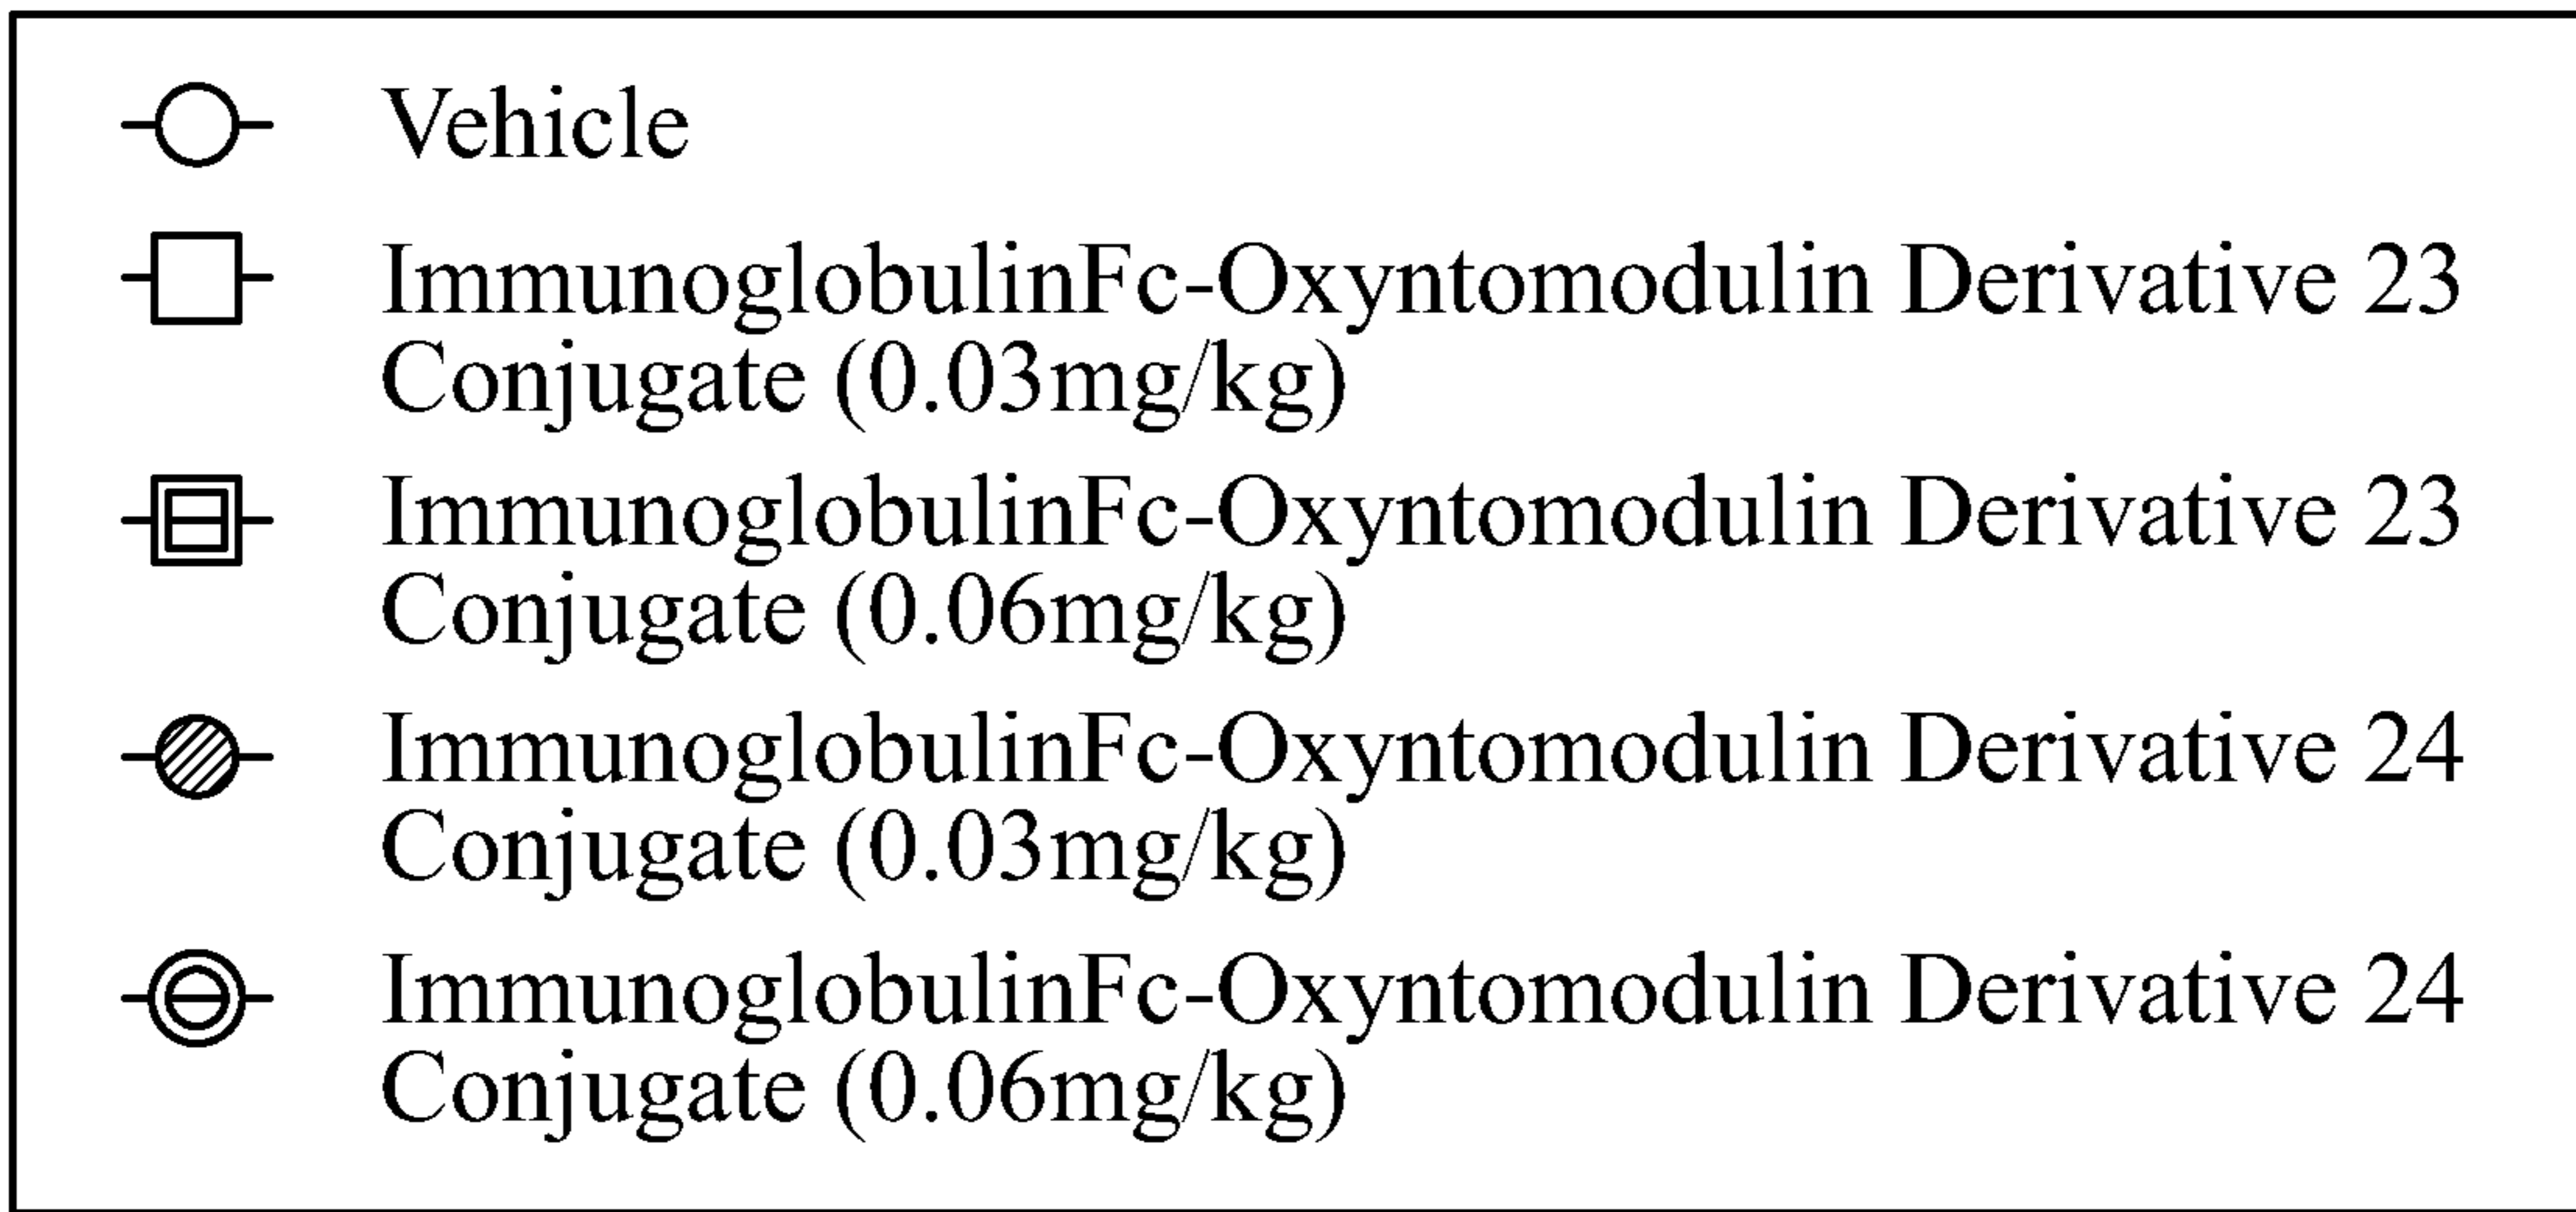 Vehicle
ImmunoglobulinFc-Oxyntomodulin Derivative 23
Conjugate (0.03mg/kg)
ImmunoglobulinFc-Oxyntomodulin Derivative 23
Conjugate (0.06mg/kg)
ImmunoglobulinFc-Oxyntomodulin Derivative 24
Conjugate (0.03mg/kg)
ImmunoglobulinFc-Oxyntomodulin Derivative 24
Conjugate (0.06mg/kg)